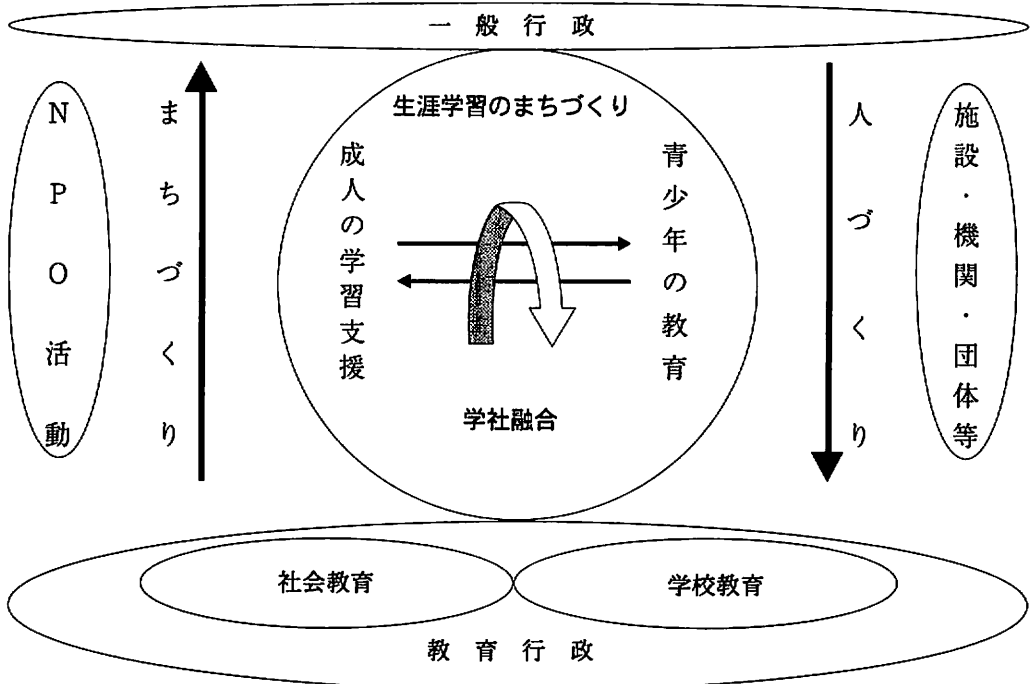 一般行政
NPO活動
まちづくり
生涯学習のまちづくり
成人の学習支援
青少年の教育
学社融合
人づくり
施設・機関・団体等
社会教育
学校教育
教育行政